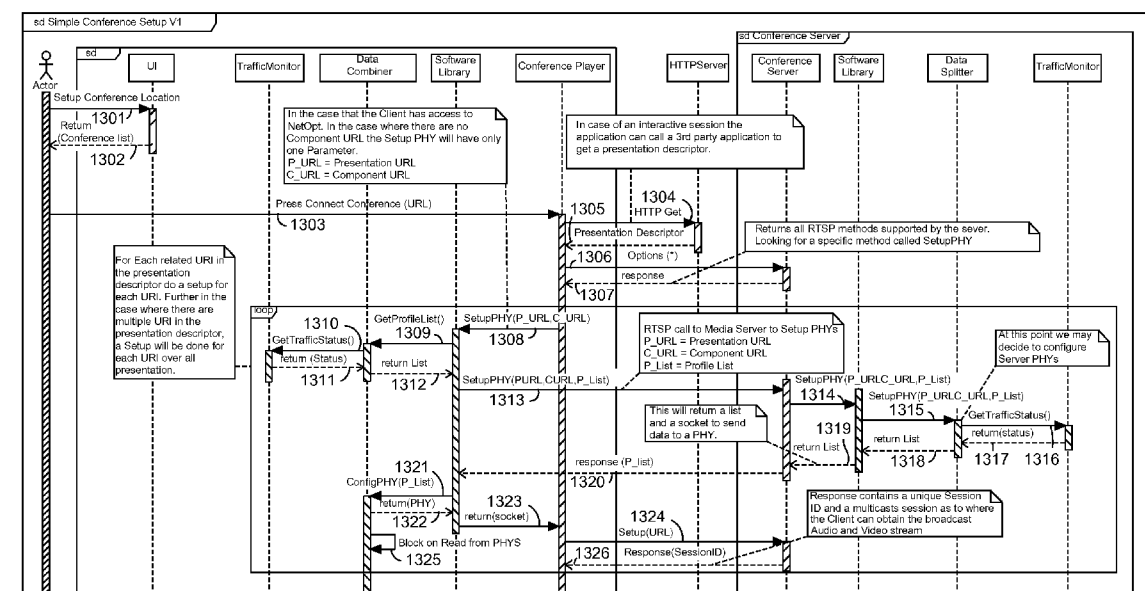 sd Simple Conference Setup V1
sd Conference Server
sd
UI
TrafficMonitor
Data
Combiner
Software
Library
Conference Player
HTTPServer
Conference
Server
Software
Library
Data
Splitter
TrafficMonitor
Actor
Setup Conference Location
1301
Return
(Conference list)
1302
In the case that the Client has access to
NetOpt. In the case where there are no
Component URL the Setup PHY will have only
one Parameter.
P_URL = Presentation URL
C_URL = Component URL
In case of an interactive session the
application can call a 3rd party application to
get a presentation descriptor.
Press Connect Conference (URL)
1303
1304
HTTP Get
1305
Presentation Descriptor
Returns all RTSP methods supported by the sever.
Looking for a specific method called SetupPHY
1306
Options (*)
response
1307
For Each related URI in
the presentation
descriptor do a setup for
each URI. Further in the
case where there are
multiple URI in the
presentation descriptor,
a Setup will be done for
each URI over all
presentation.
loop
SetupPHY(P_URL,C_URL)
1308
GetProfileList()
1309
1310
GetTrafficStatus()
return (Status)
1311
return List
1312
RTSP call to Media Server to Setup PHYs
P_URL = Presentation URL
C_URL = Component URL
P_List = Profile List
At this point we may
decide to configure
Server PHYs
SetupPHY(PURL,CURL,P_List)
1313
SetupPHY(P_URLC_URL,P_List)
1314
SetupPHY(P_URLC_URL,P_List)
1315
This will return a list
and a socket to send
data to a PHY.
GetTrafficStatus()
1316
return(status)
1317
return List
1318
1319
return List
response (P_list)
1320
1321
ConfigPHY(P_List)
return(PHY)
1322
1323
return(socket)
Response contains a unique Session
ID and a multicasts session as to where
the Client can obtain the broadcast
Audio and Video stream
1324
Setup(URL)
Block on Read from PHYS
1325
1326
Response(SessionID)